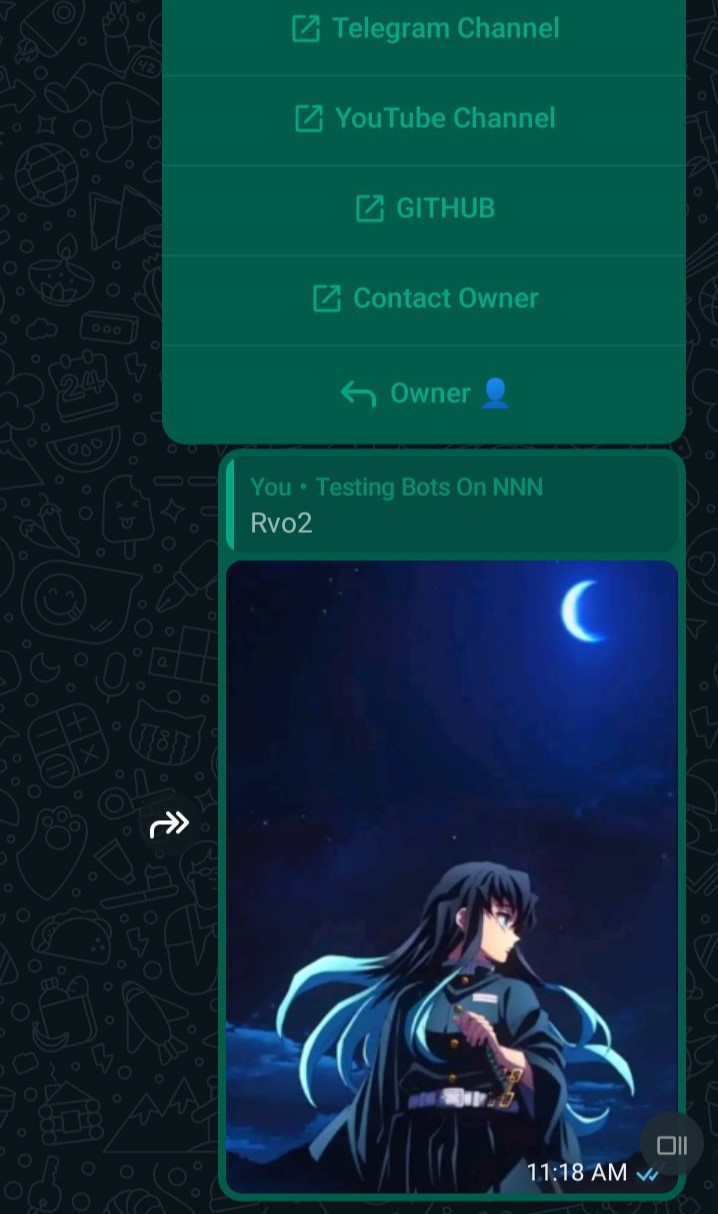 Telegram Channel
YouTube Channel
GITHUB
Contact Owner
Owner 👤
You • Testing Bots On NNN
Rvo2
11:18 AM